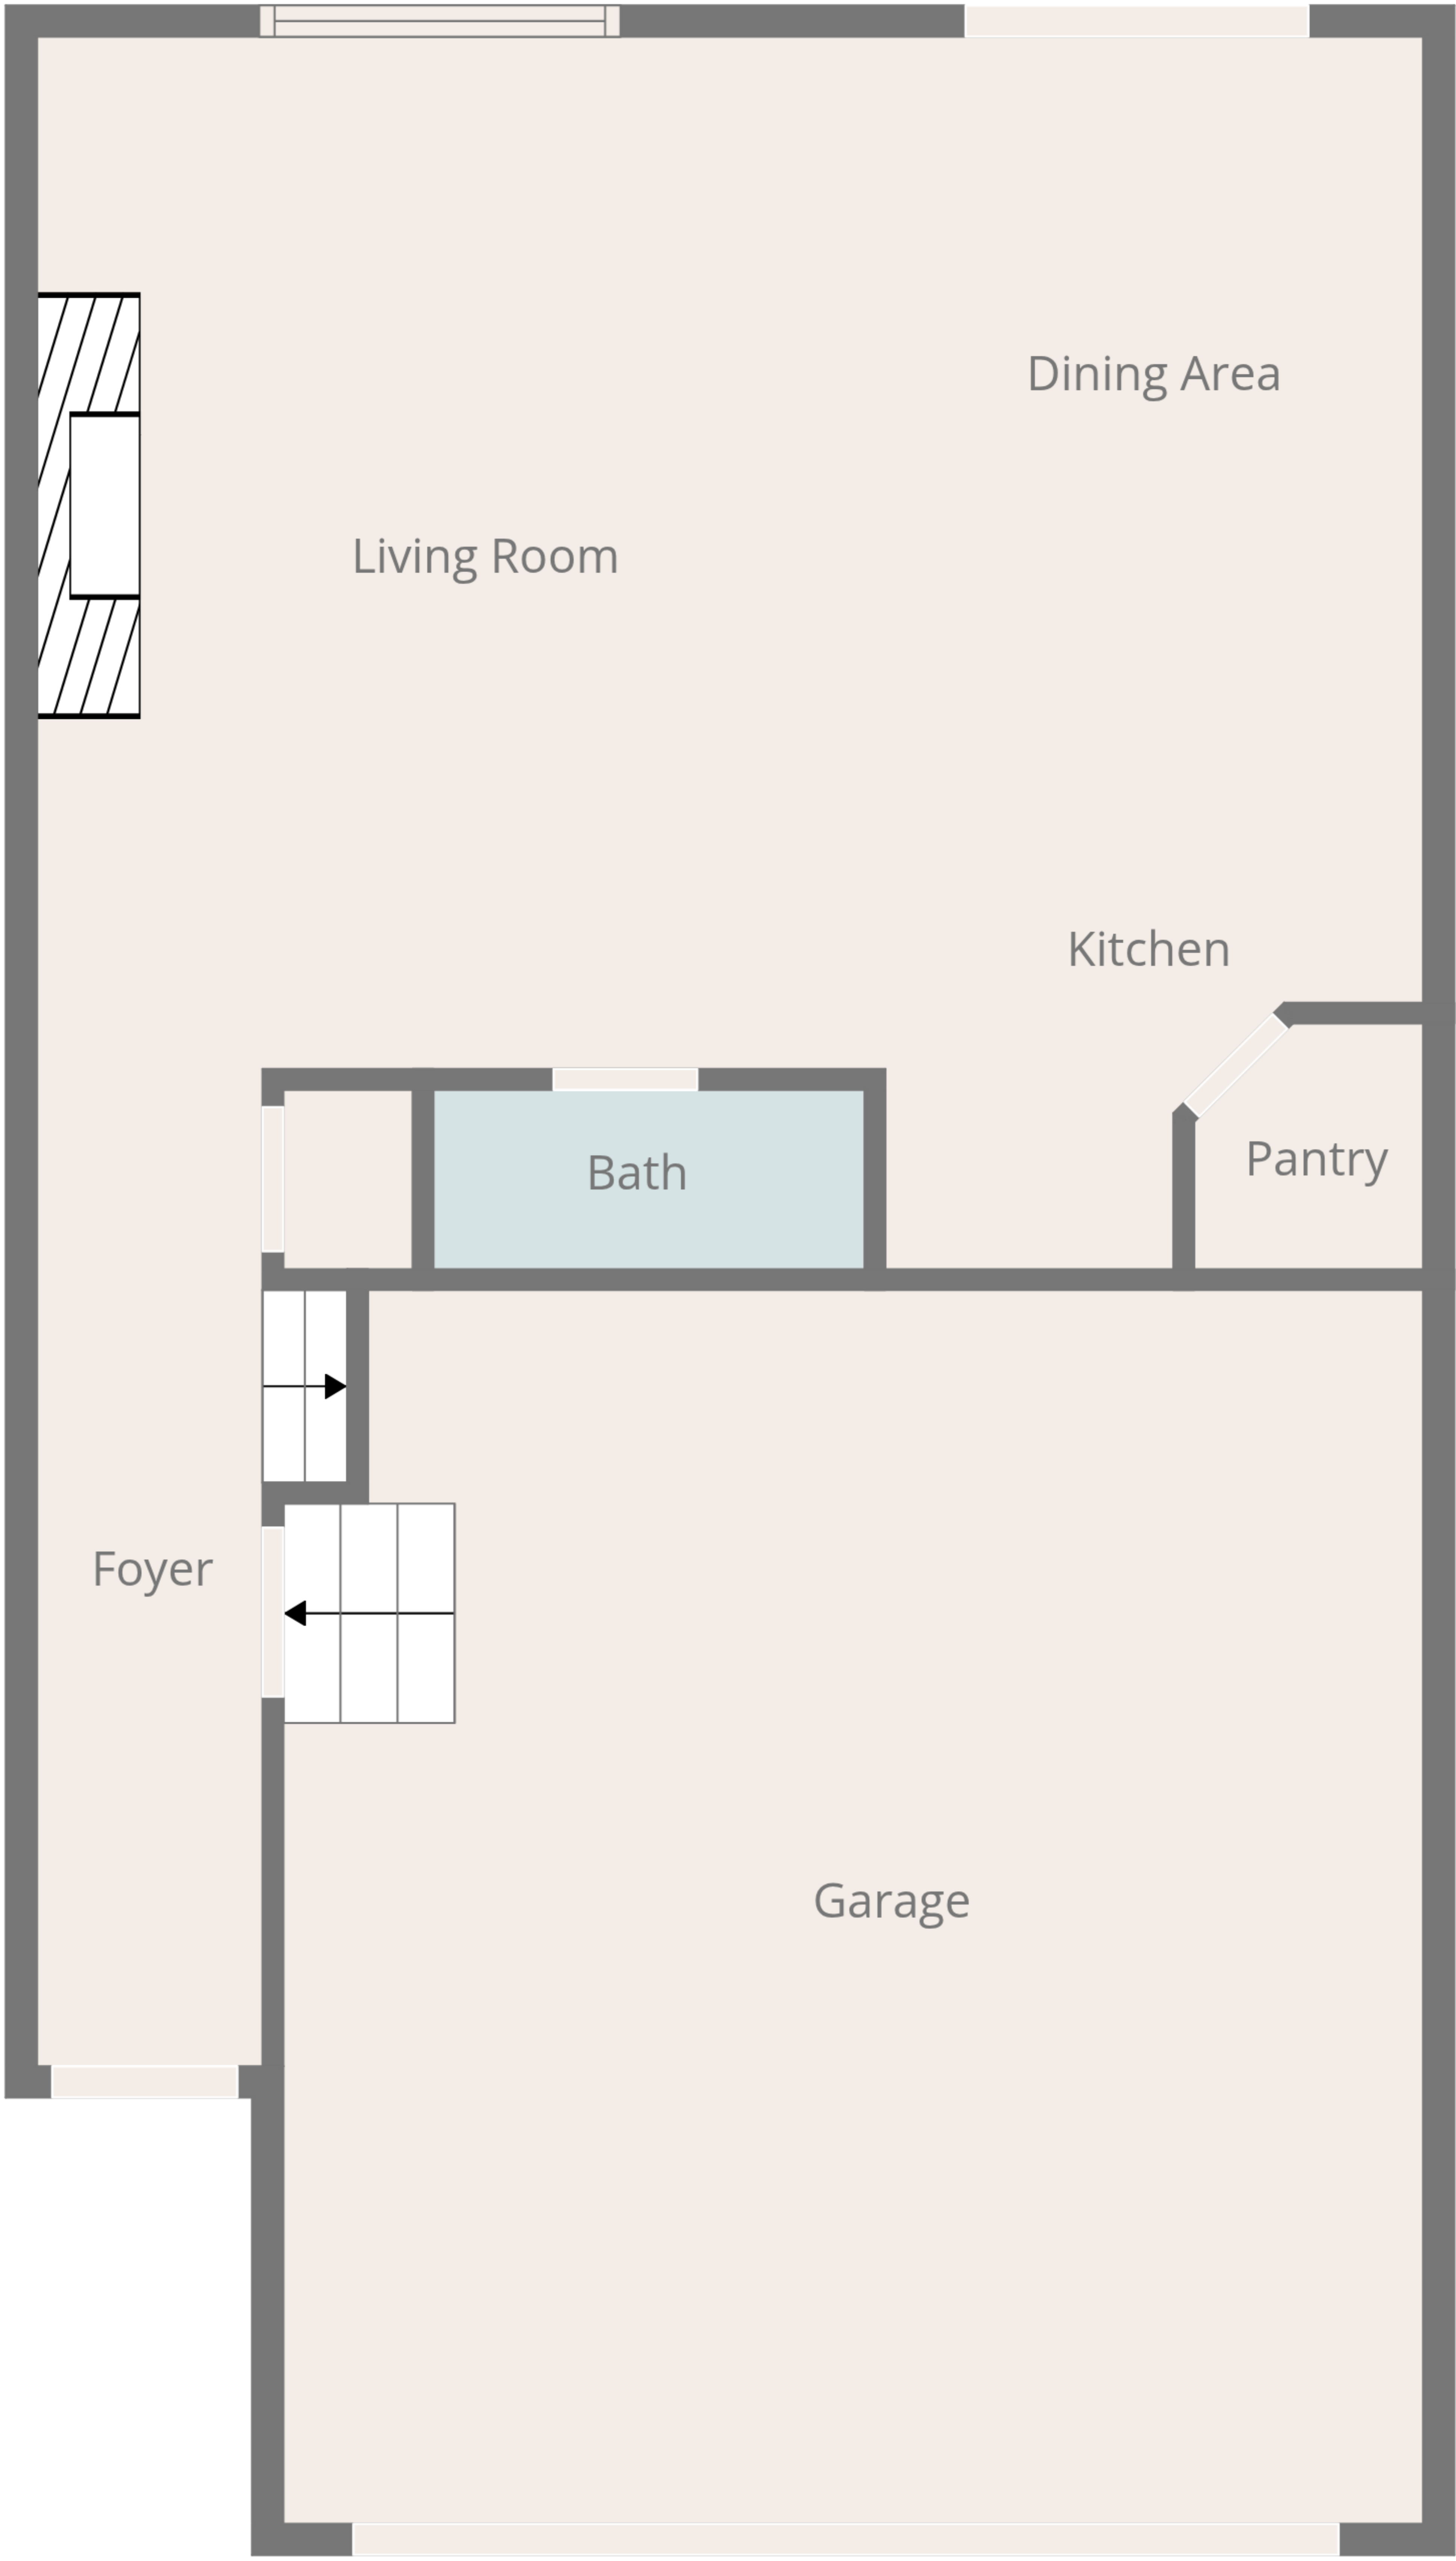 Dining Area
Living Room
Kitchen
Pantry
Bath
Foyer
Garage